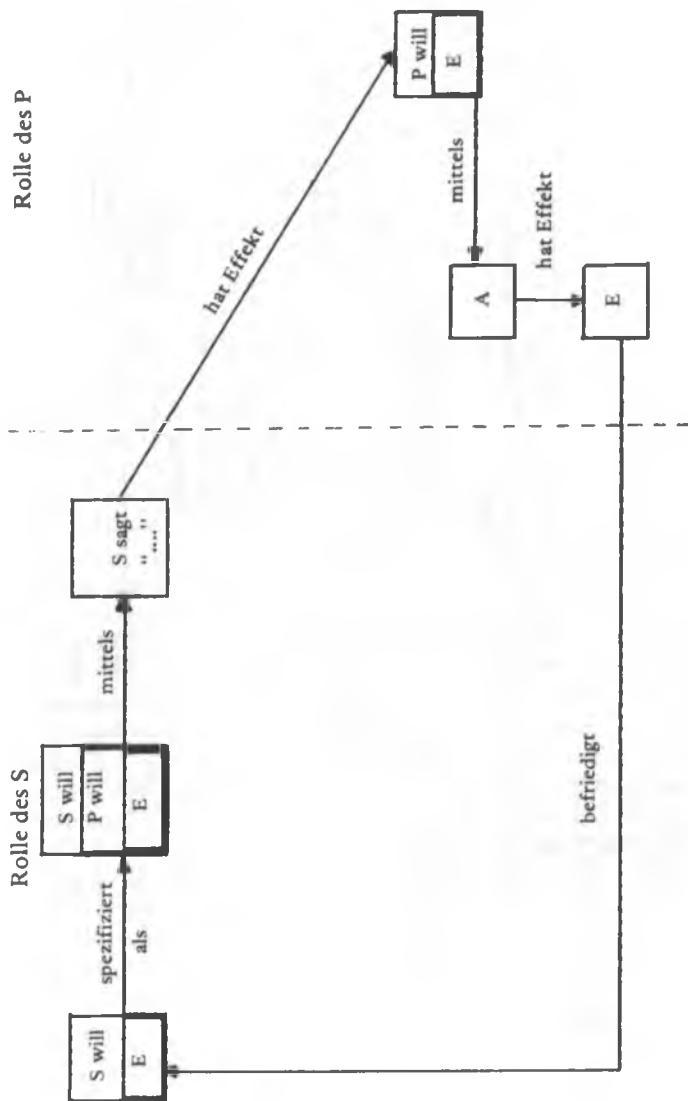 Rolle des S
Rolle des P
S will
E
spezifiziert
als
S will
P will
E
mittels
S sagt
“ .... ”
hat Effekt
P will
E
mittels
A
hat Effekt
E
befriedigt